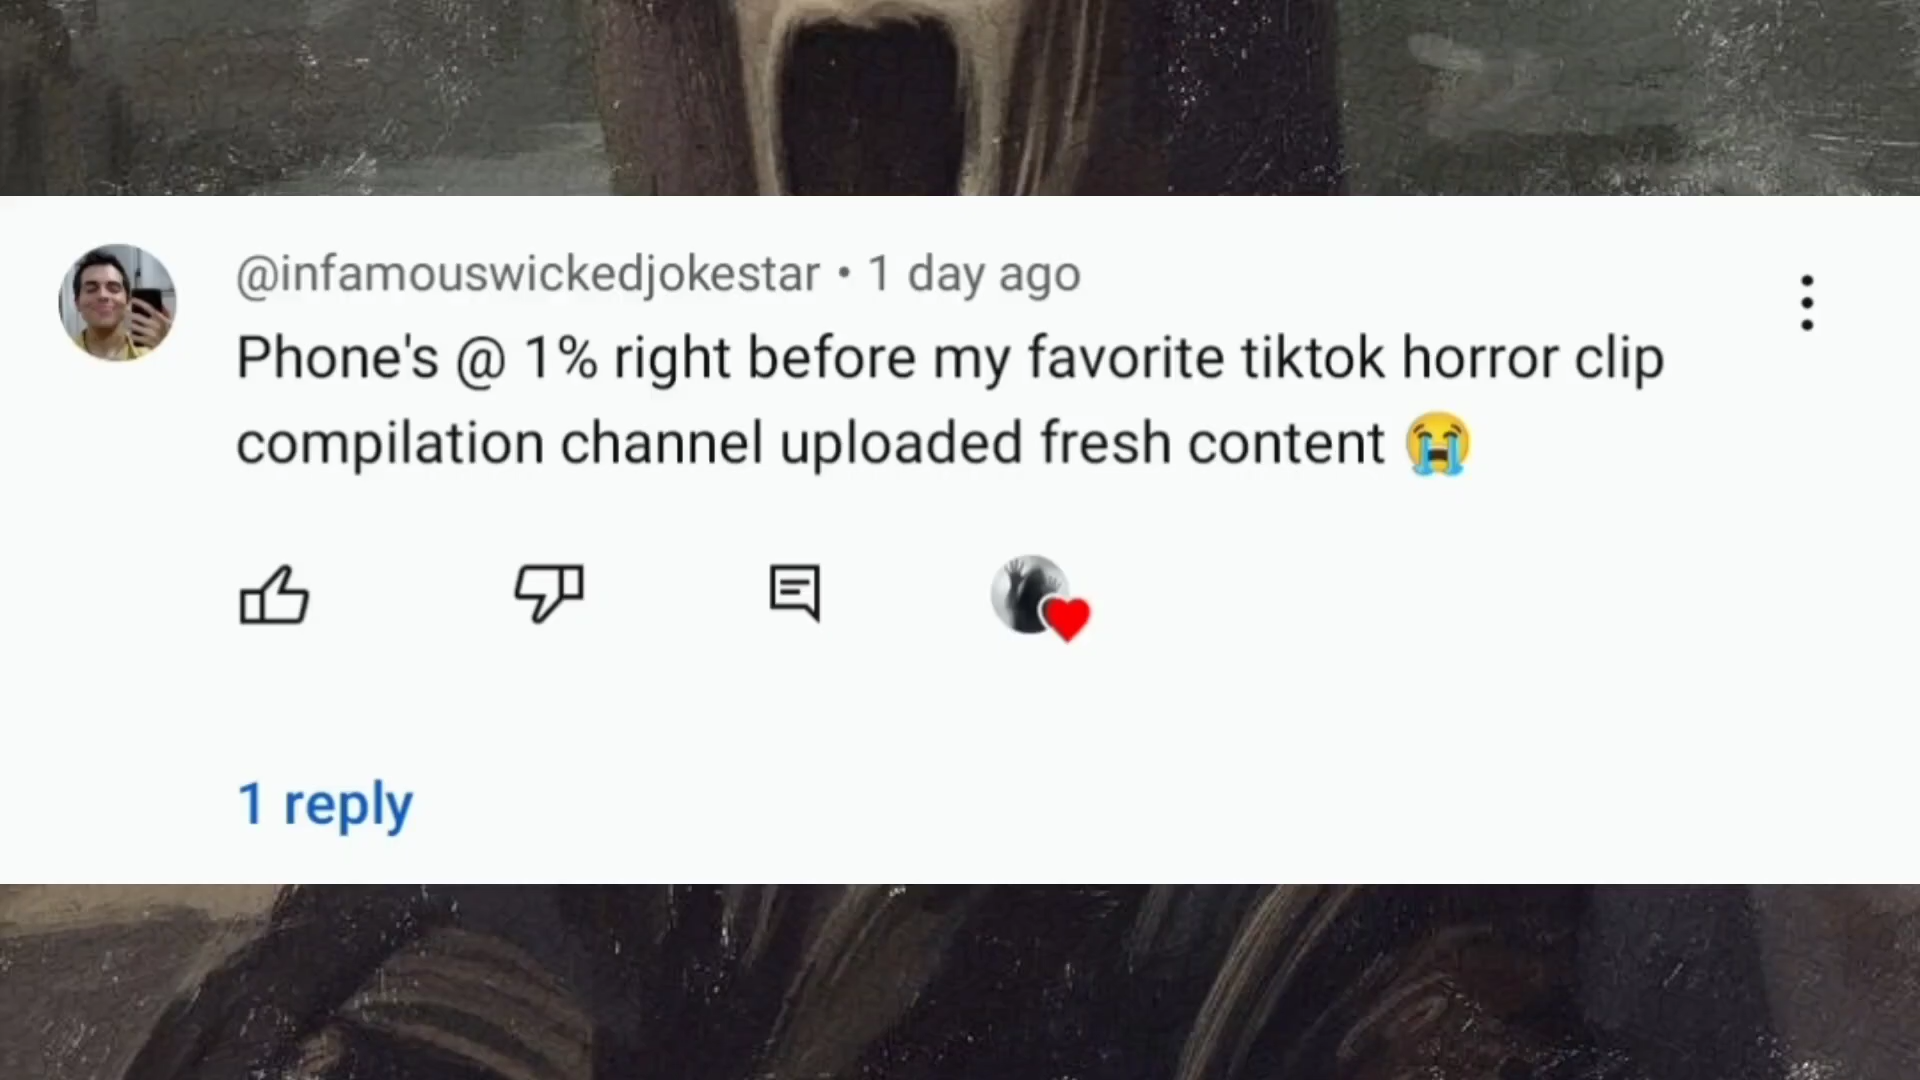 @infamouswickedjokestar • 1 day ago
Phone's @ 1% right before my favorite tiktok horror clip
compilation channel uploaded fresh content 😭
1 reply